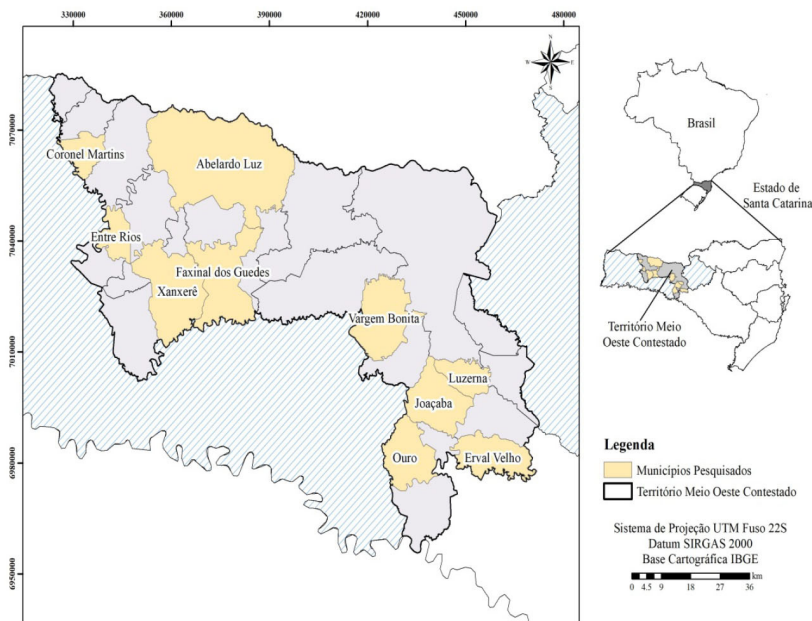 330000 360000 390000 420000 450000 480000
N
W E
S
7070000
7040000
7010000
6980000
6950000
Coronel Martins
Abelardo Luz
Entre Rios
Faxinal dos Guedes
Xanxerê
Vargem Bonita
Luzerna
Joaçaba
Ouro
Erval Velho
Brasil
Estado de
Santa Catarina
Território Meio
Oeste Contestado
Legenda
Municípios Pesquisados
Território Meio Oeste Contestado
Sistema de Projeção UTM Fuso 22S
Datum SIRGAS 2000
Base Cartográfica IBGE
km
0 4.5 9 18 27 36